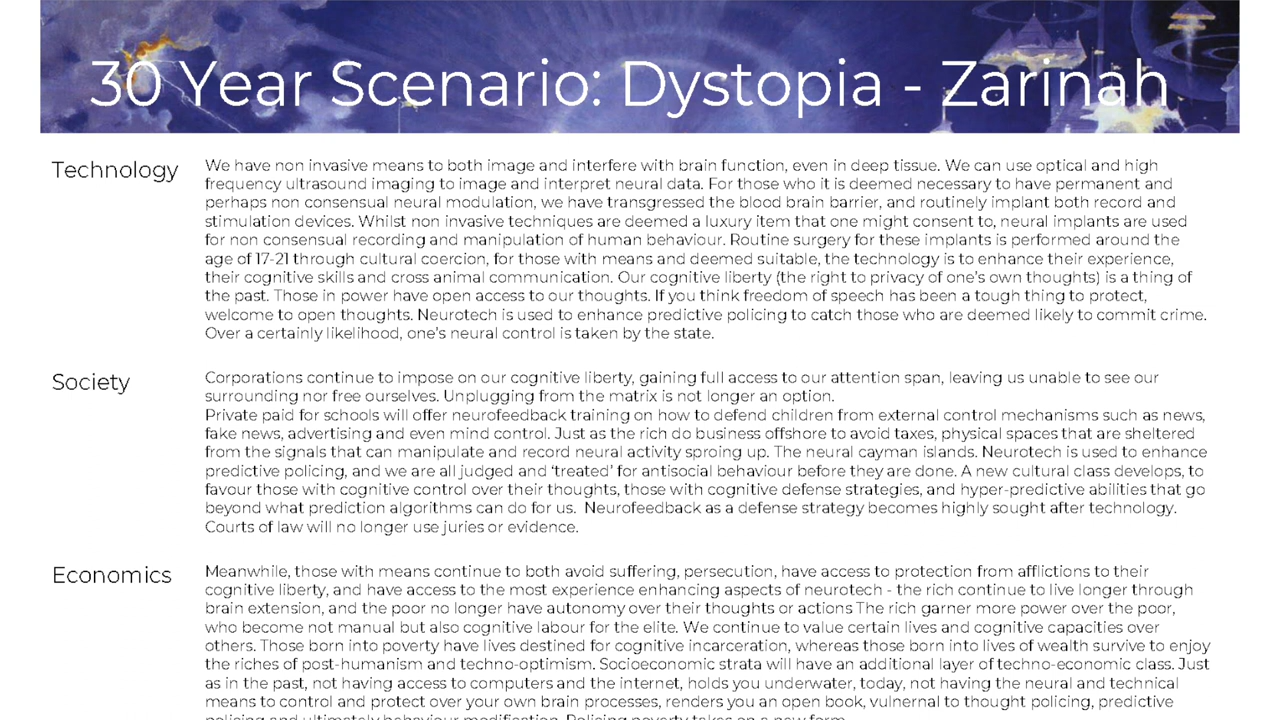 30 Year Scenario: Dystopia - Zarinah
Technology
We have non invasive means to both image and interfere with brain function, even in deep tissue. We can use optical and high
frequency ultrasound imaging to image and interpret neural data. For those who it is deemed necessary to have permanent and
perhaps non consensual neural modulation, we have transgressed the blood brain barrier, and routinely implant both record and
stimulation devices. Whilst non invasive techniques are deemed a luxury item that one might consent to, neural implants are used
for non consensual recording and manipulation of human behaviour. Routine surgery for these implants is performed around the
age of 17-21 through cultural coercion, for those with means and deemed suitable, the technology is to enhance their experience,
their cognitive skills and cross animal communication. Our cognitive liberty (the right to privacy of one's own thoughts) is a thing of
the past. Those in power have open access to our thoughts. If you think freedom of speech has been a tough thing to protect,
welcome to open thoughts. Neurotech is used to enhance predictive policing to catch those who are deemed likely to commit crime.
Over a certainly likelihood, one's neural control is taken by the state.
Society
Corporations continue to impose on our cognitive liberty, gaining full access to our attention span, leaving us unable to see our
surrounding nor free ourselves. Unplugging from the matrix is not longer an option.
Private paid for schools will offer neurofeedback training on how to defend children from external control mechanisms such as news,
fake news, advertising and even mind control. Just as the rich do business offshore to avoid taxes, physical spaces that are sheltered
from the signals that can manipulate and record neural activity sproing up. The neural cayman islands. Neurotech is used to enhance
predictive policing, and we are all judged and 'treated' for antisocial behaviour before they are done. A new cultural class develops, to
favour those with cognitive control over their thoughts, those with cognitive defense strategies, and hyper-predictive abilities that go
beyond what prediction algorithms can do for us. Neurofeedback as a defense strategy becomes highly sought after technology.
Courts of law will no longer use juries or evidence.
Economics
Meanwhile, those with means continue to both avoid suffering, persecution, have access to protection from afflictions to their
cognitive liberty, and have access to the most experience enhancing aspects of neurotech - the rich continue to live longer through
brain extension, and the poor no longer have autonomy over their thoughts or actions The rich garner more power over the poor,
who become not manual but also cognitive labour for the elite. We continue to value certain lives and cognitive capacities over
others. Those born into poverty have lives destined for cognitive incarceration, whereas those born into lives of wealth survive to enjoy
the riches of post-humanism and techno-optimism. Socioeconomic strata will have an additional layer of techno-economic class. Just
as in the past, not having access to computers and the internet, holds you underwater, today, not having the neural and technical
means to control and protect over your own brain processes, renders you an open book, vulnernal to thought policing, predictive
policing and ultimately behaviour modification. Policing poverty takes on a new form.